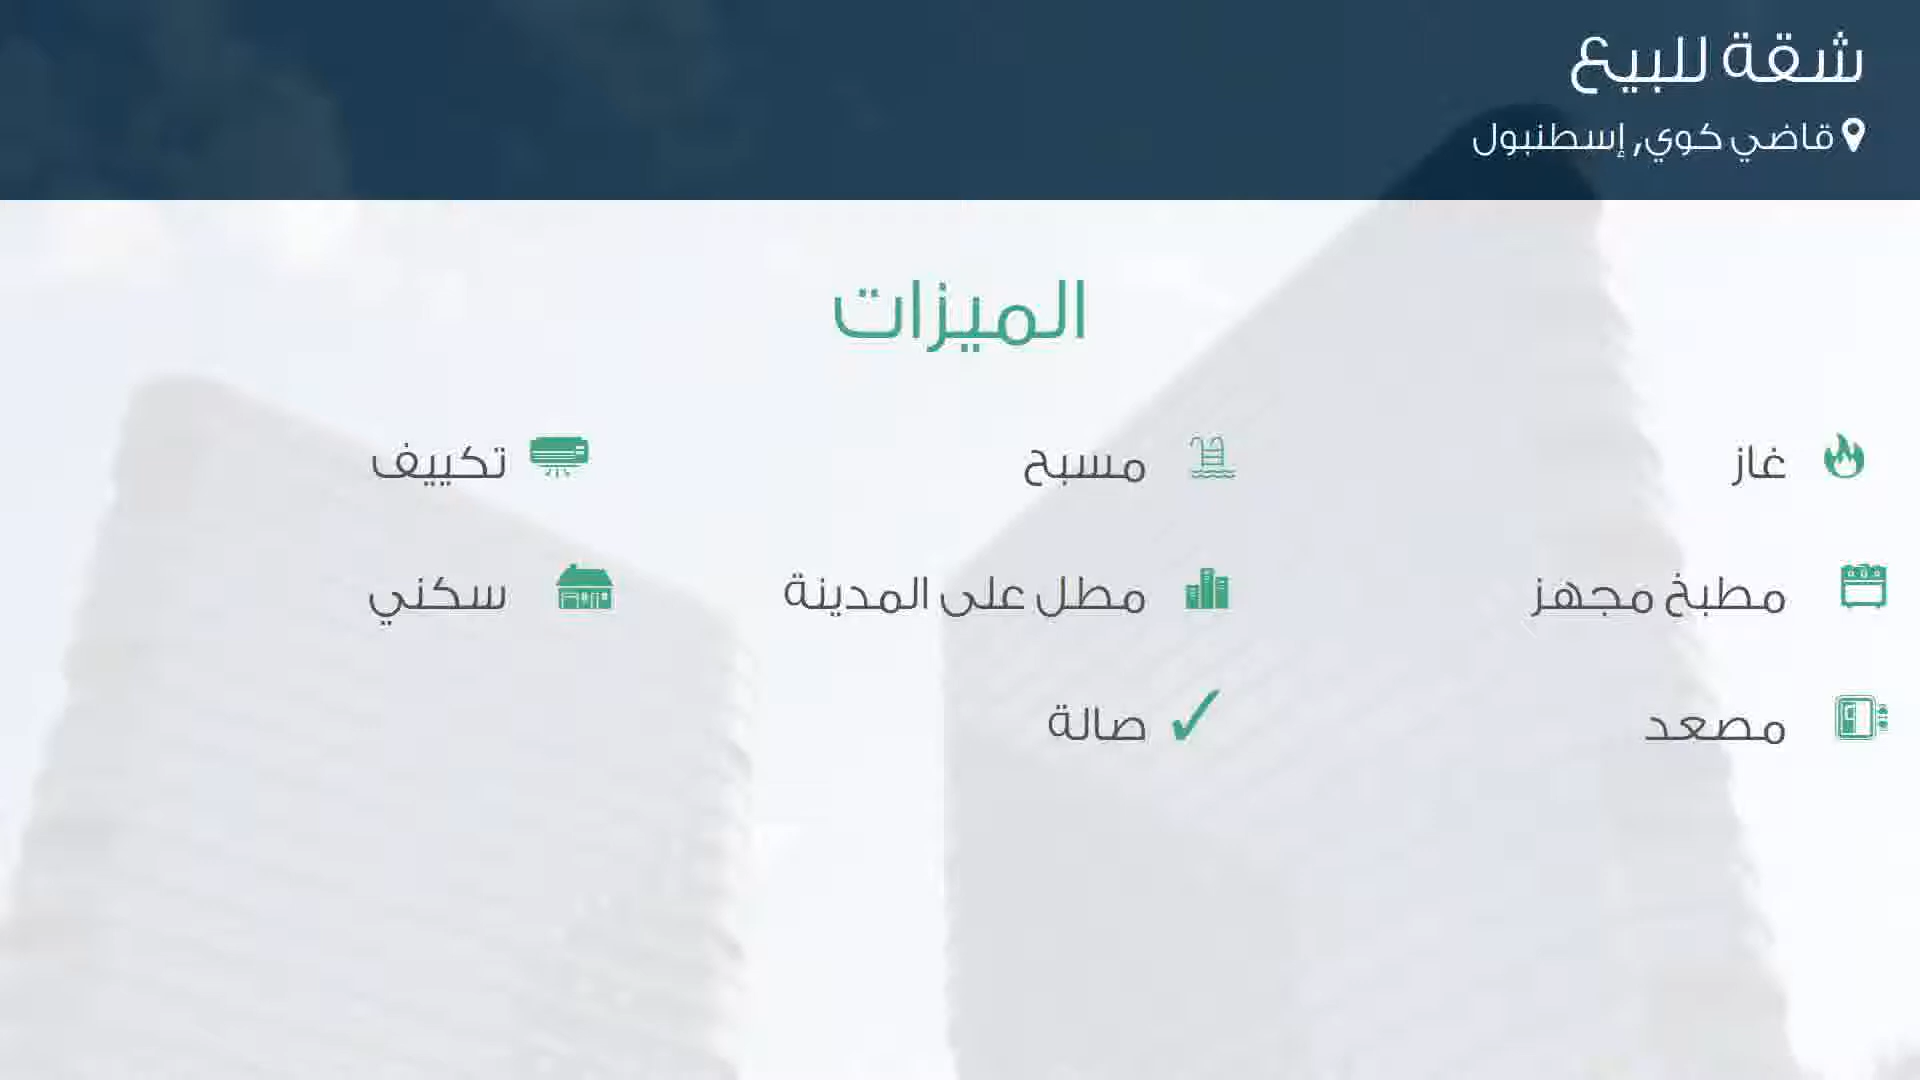 شقة للبيع
قاضي كوي, إسطنبول
الميزات
غاز
مسبح
تكييف
مطبخ مجهز
مطل على المدينة
سكني
مصعد
صالة